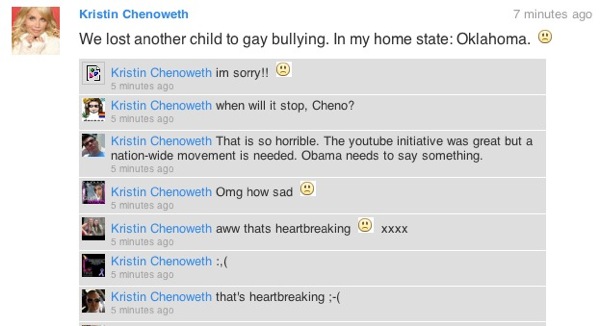 Kristin Chenoweth 7 minutes ago
We lost another child to gay bullying. In my home state: Oklahoma.
Kristin Chenoweth im sorry!!
5 minutes ago
Kristin Chenoweth when will it stop, Cheno?
5 minutes ago
Kristin Chenoweth That is so horrible. The youtube initiative was great but a
nation-wide movement is needed. Obama needs to say something.
5 minutes ago
Kristin Chenoweth Omg how sad
5 minutes ago
Kristin Chenoweth aww thats heartbreaking xxxx
5 minutes ago
Kristin Chenoweth :,(
5 minutes ago
Kristin Chenoweth that's heartbreaking ;-(
5 minutes ago